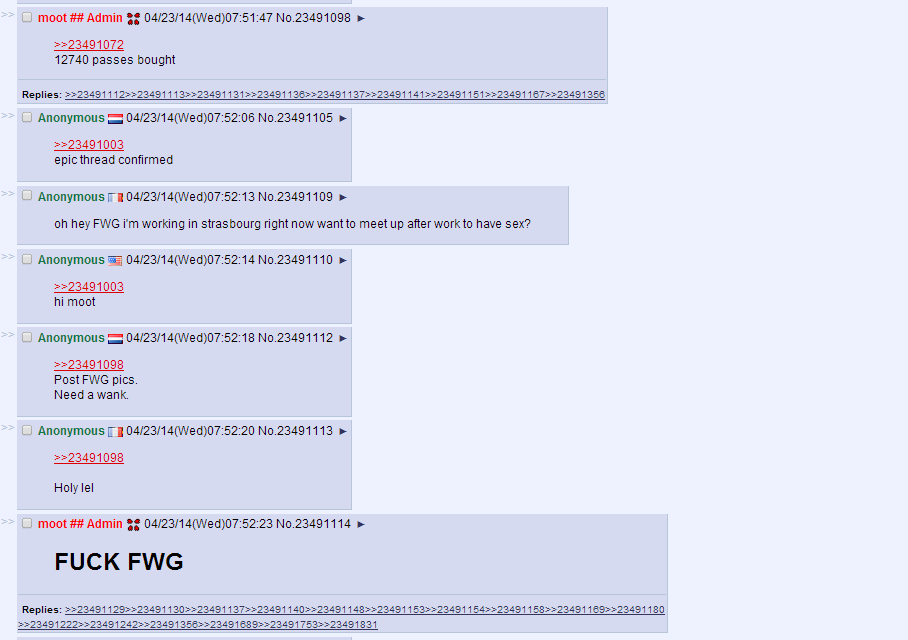 >> moot ## Admin 04/23/14(Wed)07:51:47 No.23491098 ▶
>>23491072
12740 passes bought
Replies: >>23491112>>23491113>>23491131>>23491136>>23491137>>23491141>>23491151>>23491167>>23491356
>> Anonymous 04/23/14(Wed)07:52:06 No.23491105 ▶
>>23491003
epic thread confirmed
>> Anonymous 04/23/14(Wed)07:52:13 No.23491109 ▶
oh hey FWG i'm working in strasbourg right now want to meet up after work to have sex?
>> Anonymous 04/23/14(Wed)07:52:14 No.23491110 ▶
>>23491003
hi moot
>> Anonymous 04/23/14(Wed)07:52:18 No.23491112 ▶
>>23491098
Post FWG pics.
Need a wank.
>> Anonymous 04/23/14(Wed)07:52:20 No.23491113 ▶
>>23491098
Holy lel
>> moot ## Admin 04/23/14(Wed)07:52:23 No.23491114 ▶
FUCK FWG
Replies: >>23491129>>23491130>>23491137>>23491140>>23491148>>23491153>>23491154>>23491158>>23491169>>23491180
>>23491222>>23491242>>23491356>>23491689>>23491753>>23491831